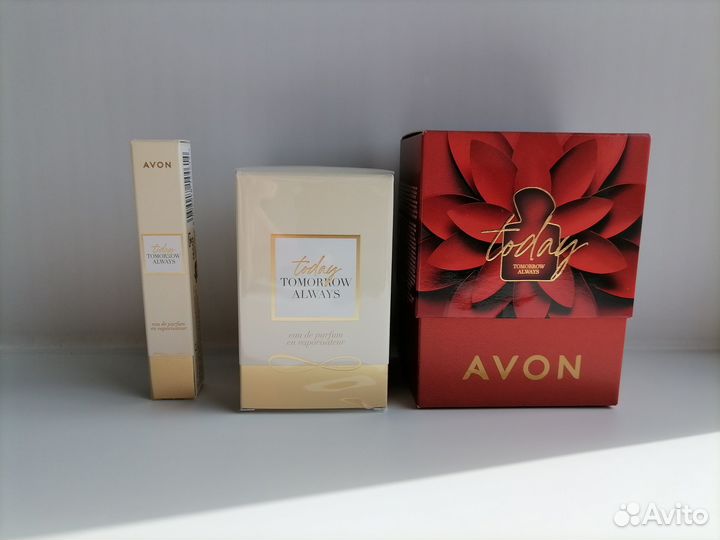 AVON
today
TOMORROW
ALWAYS
eau de parfum
en vaporisateur
today
TOMORROW
ALWAYS
eau de parfum
en vaporisateur
today
TOMORROW
ALWAYS
AVON
Avito